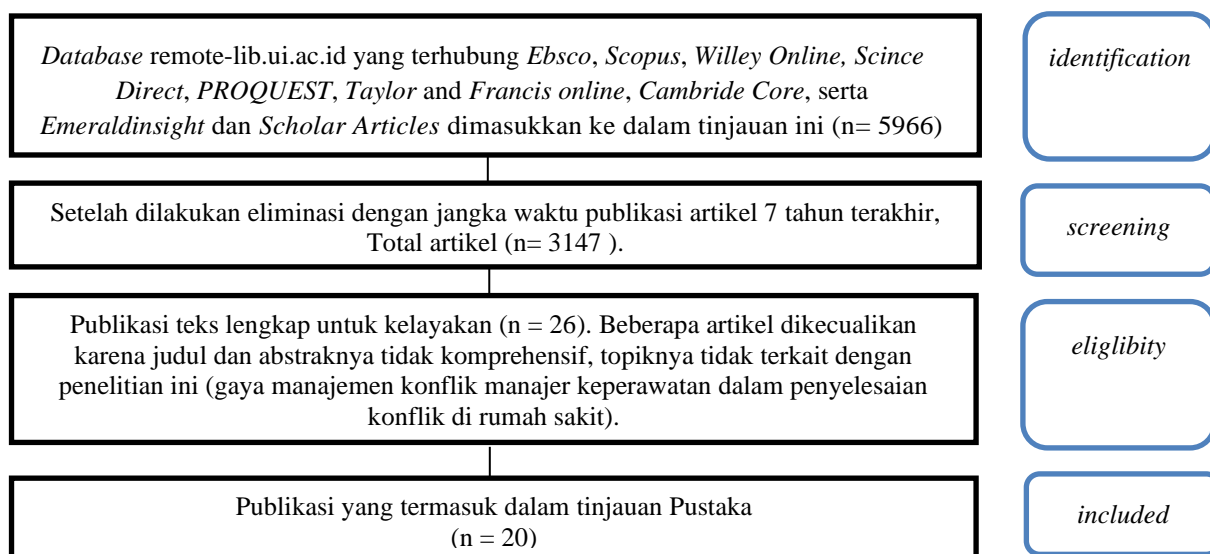 Database remote-lib.ui.ac.id yang terhubung Ebsco, Scopus, Willey Online, Scince
Direct, PROQUEST, Taylor and Francis online, Cambride Core, serta
Emeraldinsight dan Scholar Articles dimasukkan ke dalam tinjauan ini (n= 5966)
identification
Setelah dilakukan eliminasi dengan jangka waktu publikasi artikel 7 tahun terakhir,
Total artikel (n= 3147 ).
screening
Publikasi teks lengkap untuk kelayakan (n = 26). Beberapa artikel dikecualikan
karena judul dan abstraknya tidak komprehensif, topiknya tidak terkait dengan
penelitian ini (gaya manajemen konflik manajer keperawatan dalam penyelesaian
konflik di rumah sakit).
eliglibity
Publikasi yang termasuk dalam tinjauan Pustaka
(n = 20)
included